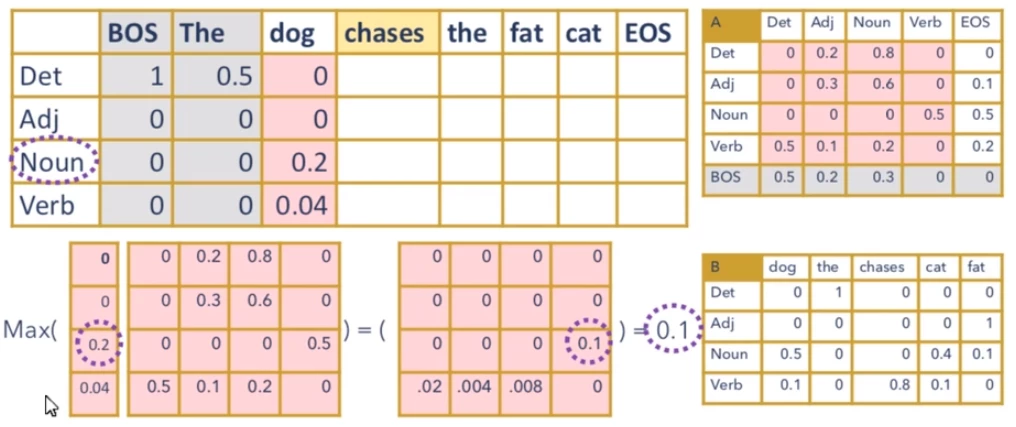 BOS The dog chases the fat cat EOS
Det 1 0.5 0
Adj 0 0 0
Noun 0 0 0.2
Verb 0 0 0.04
A Det Adj Noun Verb EOS
Det 0 0.2 0.8 0 0
Adj 0 0.3 0.6 0 0.1
Noun 0 0 0 0.5 0.5
Verb 0.5 0.1 0.2 0 0.2
BOS 0.5 0.2 0.3 0 0
0 0 0.2 0.8 0 0 0 0 0
0 0 0.3 0.6 0 0 0 0 0
Max( 0.2 0 0 0 0.5 ) = ( 0 0 0 0.1 ) = 0.1
0.04 0.5 0.1 0.2 0 .02 .004 .008 0
B dog the chases cat fat
Det 0 1 0 0 0
Adj 0 0 0 0 1
Noun 0.5 0 0 0.4 0.1
Verb 0.1 0 0.8 0.1 0